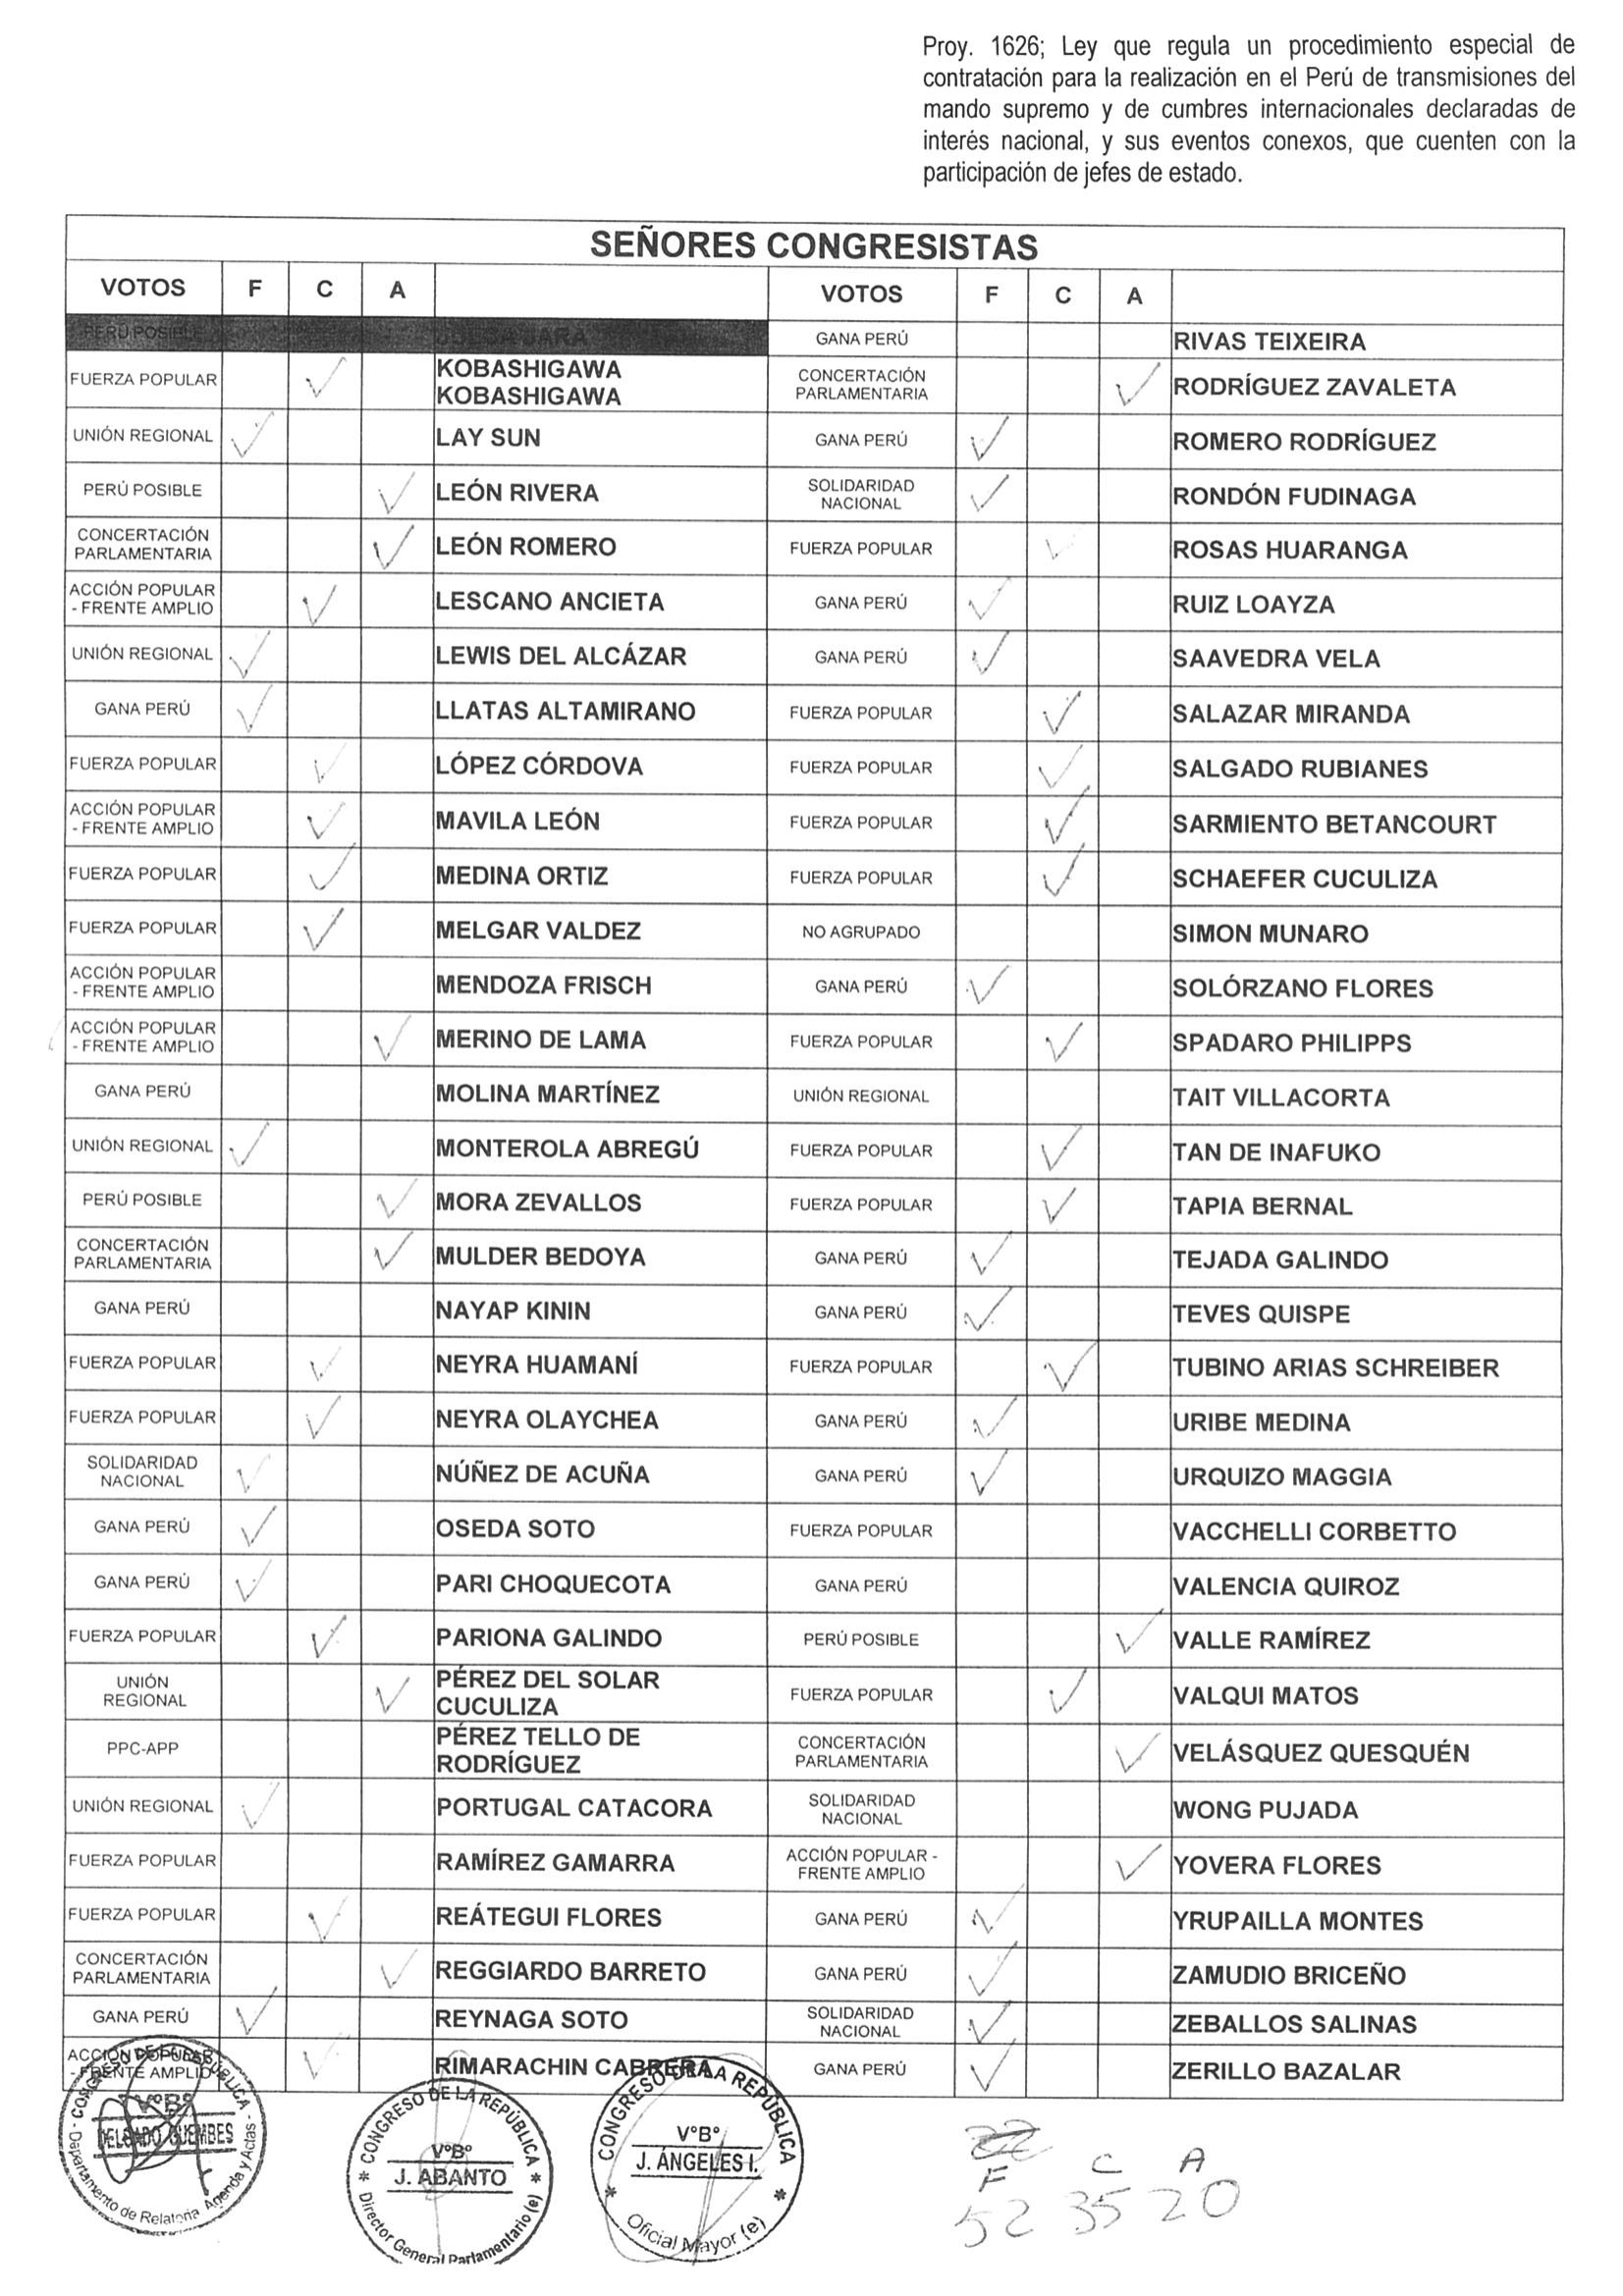 Proy. 1626; Ley que regula un procedimiento especial de
contratación para la realización en el Perú de transmisiones del
mando supremo y de cumbres internacionales declaradas de
interés nacional, y sus eventos conexos, que cuenten con la
participación de jefes de estado.
SEÑORES CONGRESISTAS
VOTOS F C A VOTOS F C A
PERÚ POSIBLE JARA GANA PERÚ RIVAS TEIXEIRA
FUERZA POPULAR ✓ KOBASHIGAWA
KOBASHIGAWA CONCERTACIÓN
PARLAMENTARIA ✓ RODRÍGUEZ ZAVALETA
UNIÓN REGIONAL ✓ LAY SUN GANA PERÚ ✓ ROMERO RODRÍGUEZ
PERÚ POSIBLE ✓ LEÓN RIVERA SOLIDARIDAD
NACIONAL ✓ RONDÓN FUDINAGA
CONCERTACIÓN
PARLAMENTARIA ✓ LEÓN ROMERO FUERZA POPULAR ✓ ROSAS HUARANGA
ACCIÓN POPULAR
- FRENTE AMPLIO ✓ LESCANO ANCIETA GANA PERÚ ✓ RUIZ LOAYZA
UNIÓN REGIONAL ✓ LEWIS DEL ALCÁZAR GANA PERÚ ✓ SAAVEDRA VELA
GANA PERÚ ✓ LLATAS ALTAMIRANO FUERZA POPULAR ✓ SALAZAR MIRANDA
FUERZA POPULAR ✓ LÓPEZ CÓRDOVA FUERZA POPULAR ✓ SALGADO RUBIANES
ACCIÓN POPULAR
- FRENTE AMPLIO ✓ MAVILA LEÓN FUERZA POPULAR ✓ SARMIENTO BETANCOURT
FUERZA POPULAR ✓ MEDINA ORTIZ FUERZA POPULAR ✓ SCHAEFER CUCULIZA
FUERZA POPULAR ✓ MELGAR VALDEZ NO AGRUPADO SIMON MUNARO
ACCIÓN POPULAR
- FRENTE AMPLIO MENDOZA FRISCH GANA PERÚ ✓ SOLÓRZANO FLORES
ACCIÓN POPULAR
- FRENTE AMPLIO ✓ MERINO DE LAMA FUERZA POPULAR ✓ SPADARO PHILIPPS
GANA PERÚ MOLINA MARTÍNEZ UNIÓN REGIONAL TAIT VILLACORTA
UNIÓN REGIONAL ✓ MONTEROLA ABREGÚ FUERZA POPULAR ✓ TAN DE INAFUKO
PERÚ POSIBLE ✓ MORA ZEVALLOS FUERZA POPULAR ✓ TAPIA BERNAL
CONCERTACIÓN
PARLAMENTARIA ✓ MULDER BEDOYA GANA PERÚ ✓ TEJADA GALINDO
GANA PERÚ NAYAP KININ GANA PERÚ ✓ TEVES QUISPE
FUERZA POPULAR ✓ NEYRA HUAMANÍ FUERZA POPULAR ✓ TUBINO ARIAS SCHREIBER
FUERZA POPULAR ✓ NEYRA OLAYCHEA GANA PERÚ ✓ URIBE MEDINA
SOLIDARIDAD
NACIONAL ✓ NÚÑEZ DE ACUÑA GANA PERÚ ✓ URQUIZO MAGGIA
GANA PERÚ ✓ OSEDA SOTO FUERZA POPULAR VACCHELLI CORBETTO
GANA PERÚ ✓ PARI CHOQUECOTA GANA PERÚ VALENCIA QUIROZ
FUERZA POPULAR ✓ PARIONA GALINDO PERÚ POSIBLE ✓ VALLE RAMÍREZ
UNIÓN
REGIONAL ✓ PÉREZ DEL SOLAR
CUCULIZA FUERZA POPULAR ✓ VALQUI MATOS
PPC-APP PÉREZ TELLO DE
RODRÍGUEZ CONCERTACIÓN
PARLAMENTARIA ✓ VELÁSQUEZ QUESQUÉN
UNIÓN REGIONAL ✓ PORTUGAL CATACORA SOLIDARIDAD
NACIONAL WONG PUJADA
FUERZA POPULAR RAMÍREZ GAMARRA ACCIÓN POPULAR -
FRENTE AMPLIO ✓ YOVERA FLORES
FUERZA POPULAR ✓ REÁTEGUI FLORES GANA PERÚ ✓ YRUPAILLA MONTES
CONCERTACIÓN
PARLAMENTARIA ✓ REGGIARDO BARRETO GANA PERÚ ✓ ZAMUDIO BRICEÑO
GANA PERÚ ✓ REYNAGA SOTO SOLIDARIDAD
NACIONAL ✓ ZEBALLOS SALINAS
ACCIÓN POPULAR
- FRENTE AMPLIO ✓ RIMARACHIN CABRERA GANA PERÚ ✓ ZERILLO BAZALAR
CONGRESO DE LA REPÚBLICA
V°B°
DELGADO GUEMBES
Departamento de Relatoría Agenda y Actas
CONGRESO DE LA REPÚBLICA
V°B°
J. ABANTO
Director General Parlamentario (e)
CONGRESO DE LA REPÚBLICA
V°B°
J. ÁNGELES I.
Oficial Mayor (e)
F C A
52 35 20